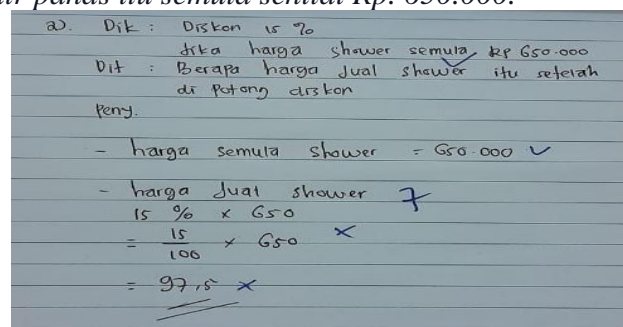 air panas itu semula senilai Rp. 650.000.
a). Dik : Diskon 15 %
Jika harga shower semula Rp 650.000
Dit : Berapa harga Jual shower itu setelah
di potong diskon
Peny.
- harga semula shower = 650.000 ✓
- harga Jual shower 7
15 % x 650
= 15/100 x 650 ×
= 97,5 ×